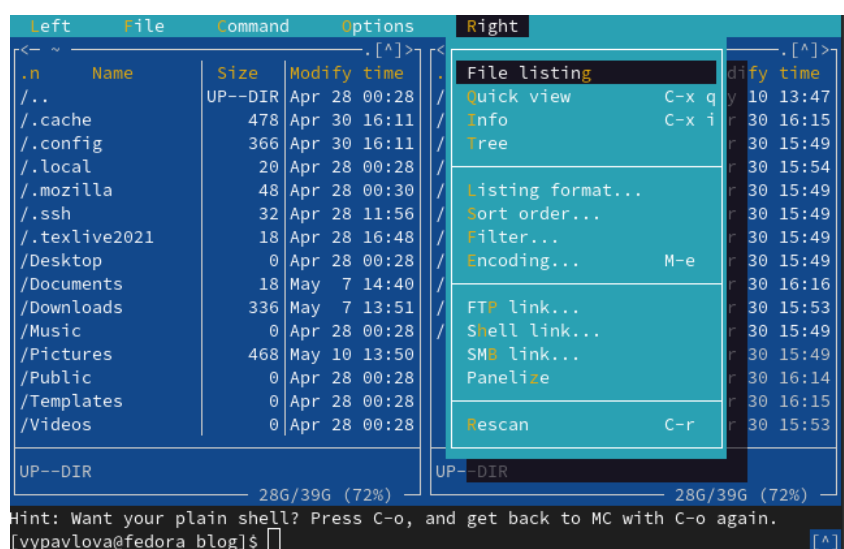 Left File Command Options Right
<— ~ .[^]> < .[^]>
.n Name Size Modify time . File listing dify time
/.. UP--DIR Apr 28 00:28 / Quick view C-x q y 10 13:47
/.cache 478 Apr 30 16:11 / Info C-x i r 30 16:15
/.config 366 Apr 30 16:11 / Tree r 30 15:49
/.local 20 Apr 28 00:28 / r 30 15:54
/.mozilla 48 Apr 28 00:30 / Listing format... r 30 15:49
/.ssh 32 Apr 28 11:56 / Sort order... r 30 15:49
/.texlive2021 18 Apr 28 16:48 / Filter... r 30 15:49
/Desktop 0 Apr 28 00:28 / Encoding... M-e r 30 15:49
/Documents 18 May 7 14:40 / r 30 16:16
/Downloads 336 May 7 13:51 / FTP link... r 30 15:53
/Music 0 Apr 28 00:28 / Shell link... r 30 15:49
/Pictures 468 May 10 13:50 SMB link... r 30 15:49
/Public 0 Apr 28 00:28 Panelize r 30 16:14
/Templates 0 Apr 28 00:28 r 30 16:15
/Videos 0 Apr 28 00:28 Rescan C-r r 30 15:53
UP--DIR UP--DIR
28G/39G (72%) 28G/39G (72%)
Hint: Want your plain shell? Press C-o, and get back to MC with C-o again.
[vypavlova@fedora blog]$ [^]